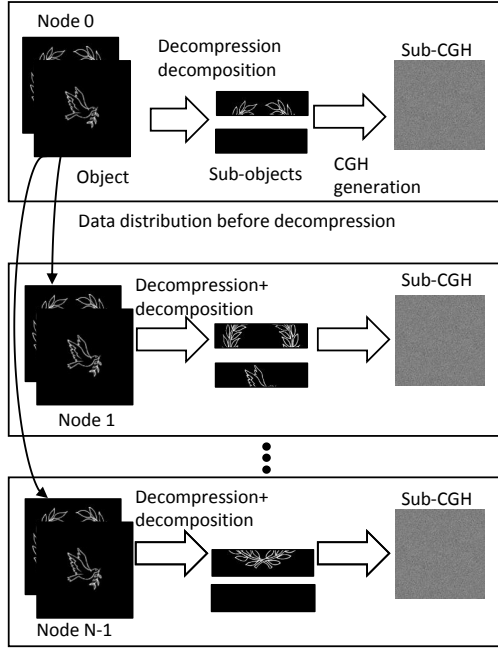 Node 0
Decompression
decomposition
Sub-CGH
Object
Sub-objects
CGH
generation
Data distribution before decompression
Decompression+
decomposition
Sub-CGH
Node 1
Decompression+
decomposition
Sub-CGH
Node N-1